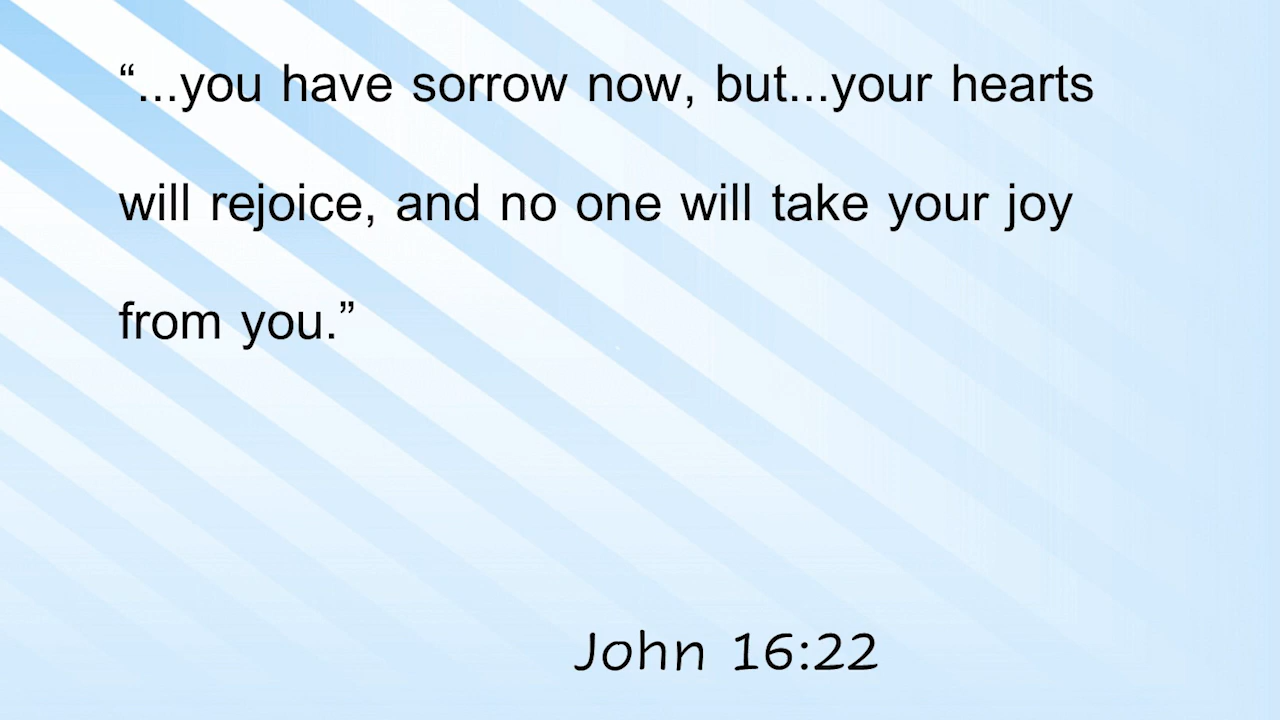 “...you have sorrow now, but...your hearts
will rejoice, and no one will take your joy
from you.”
John 16:22